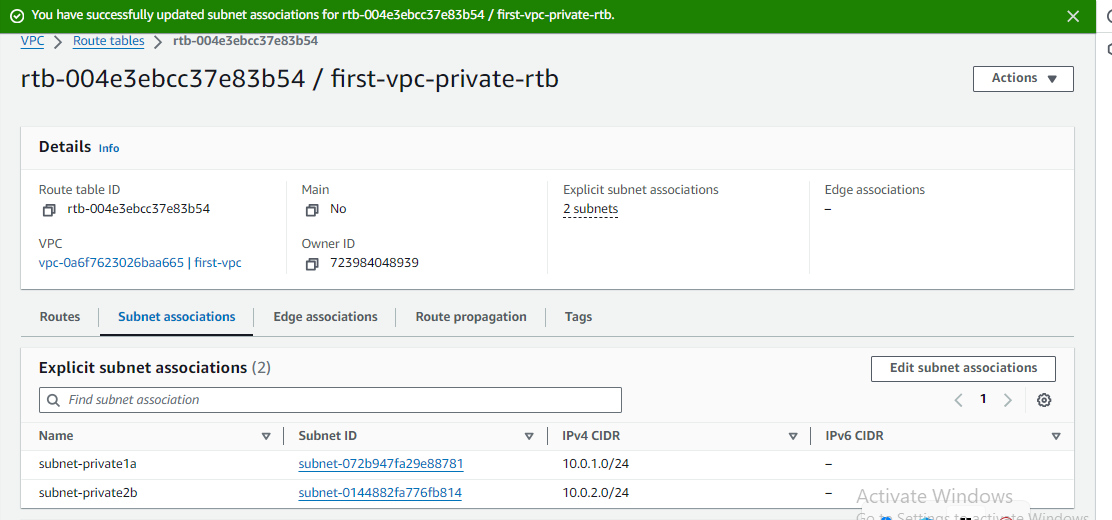 You have successfully updated subnet associations for rtb-004e3ebcc37e83b54 / first-vpc-private-rtb.
VPC > Route tables > rtb-004e3ebcc37e83b54
rtb-004e3ebcc37e83b54 / first-vpc-private-rtb
Actions
Details Info
Route table ID Main Explicit subnet associations Edge associations
rtb-004e3ebcc37e83b54 No 2 subnets –
VPC Owner ID
vpc-0a6f7623026baa665 | first-vpc 723984048939
Routes Subnet associations Edge associations Route propagation Tags
Explicit subnet associations (2) Edit subnet associations
Find subnet association 1
Name Subnet ID IPv4 CIDR IPv6 CIDR
subnet-private1a subnet-072b947fa29e88781 10.0.1.0/24 –
subnet-private2b subnet-0144882fa776fb814 10.0.2.0/24 –
Activate Windows
Go to Settings to activate Windows